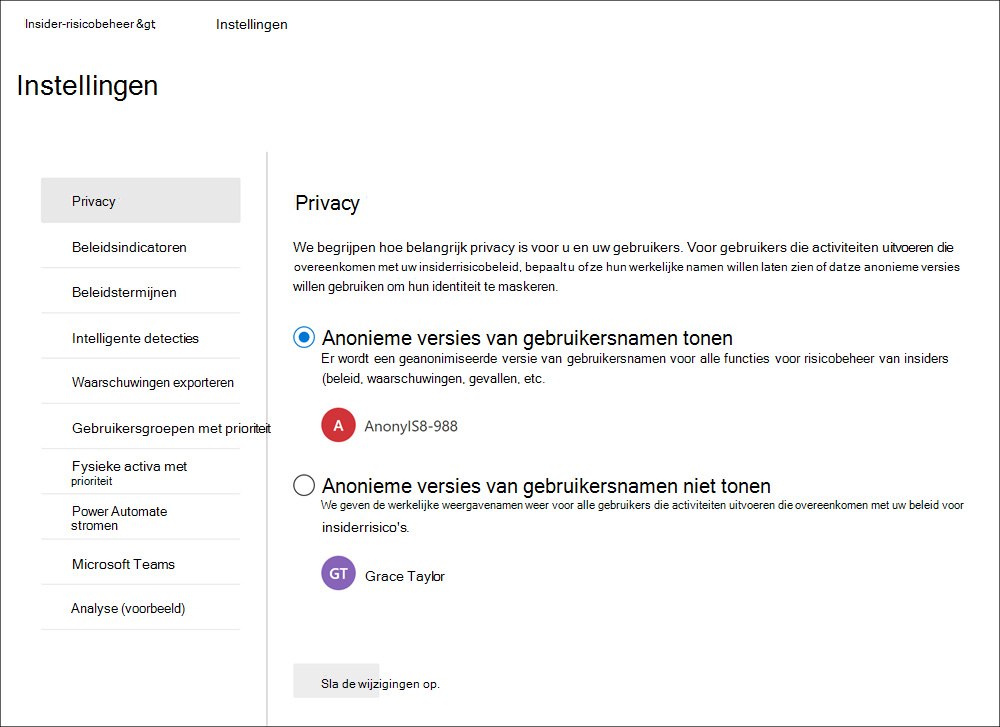 Insider-risicobeheer &gt; Instellingen
Instellingen
Privacy
Beleidsindicatoren
Beleidstermijnen
Intelligente detecties
Waarschuwingen exporteren
Gebruikersgroepen met prioriteit
Fysieke activa met
prioriteit
Power Automate
stromen
Microsoft Teams
Analyse (voorbeeld)
Privacy
We begrijpen hoe belangrijk privacy is voor u en uw gebruikers. Voor gebruikers die activiteiten uitvoeren die
overeenkomen met uw insiderrisicobeleid, bepaalt u of ze hun werkelijke namen willen laten zien of dat ze anonieme versies
willen gebruiken om hun identiteit te maskeren.
Anonieme versies van gebruikersnamen tonen
Er wordt een geanonimiseerde versie van gebruikersnamen voor alle functies voor risicobeheer van insiders
(beleid, waarschuwingen, gevallen, etc.
A AnonyIS8-988
Anonieme versies van gebruikersnamen niet tonen
We geven de werkelijke weergavenamen weer voor alle gebruikers die activiteiten uitvoeren die overeenkomen met uw beleid voor
insiderrisico's.
GT Grace Taylor
Sla de wijzigingen op.